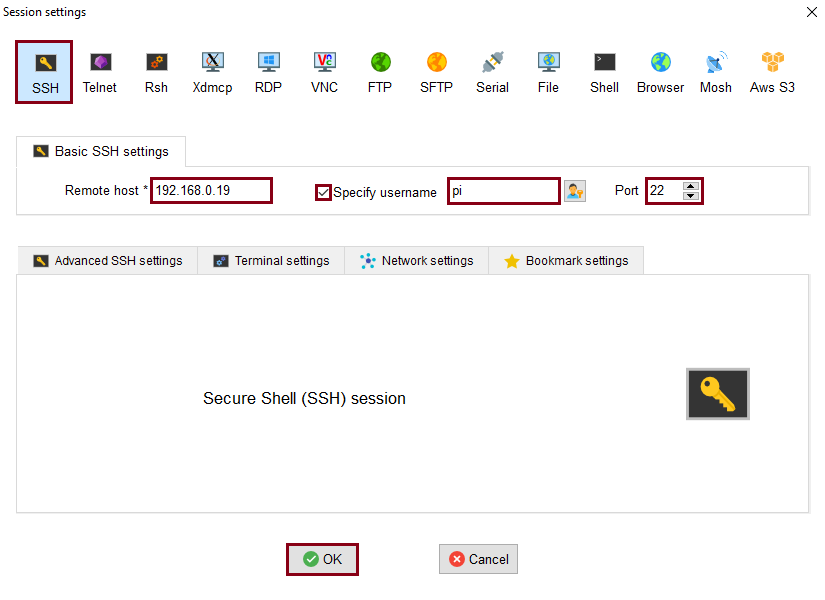 Session settings
SSH Telnet Rsh Xdmcp RDP VNC FTP SFTP Serial File Shell Browser Mosh Aws S3
Basic SSH settings
Remote host * 192.168.0.19 Specify username pi Port 22
Advanced SSH settings Terminal settings Network settings Bookmark settings
Secure Shell (SSH) session
OK Cancel